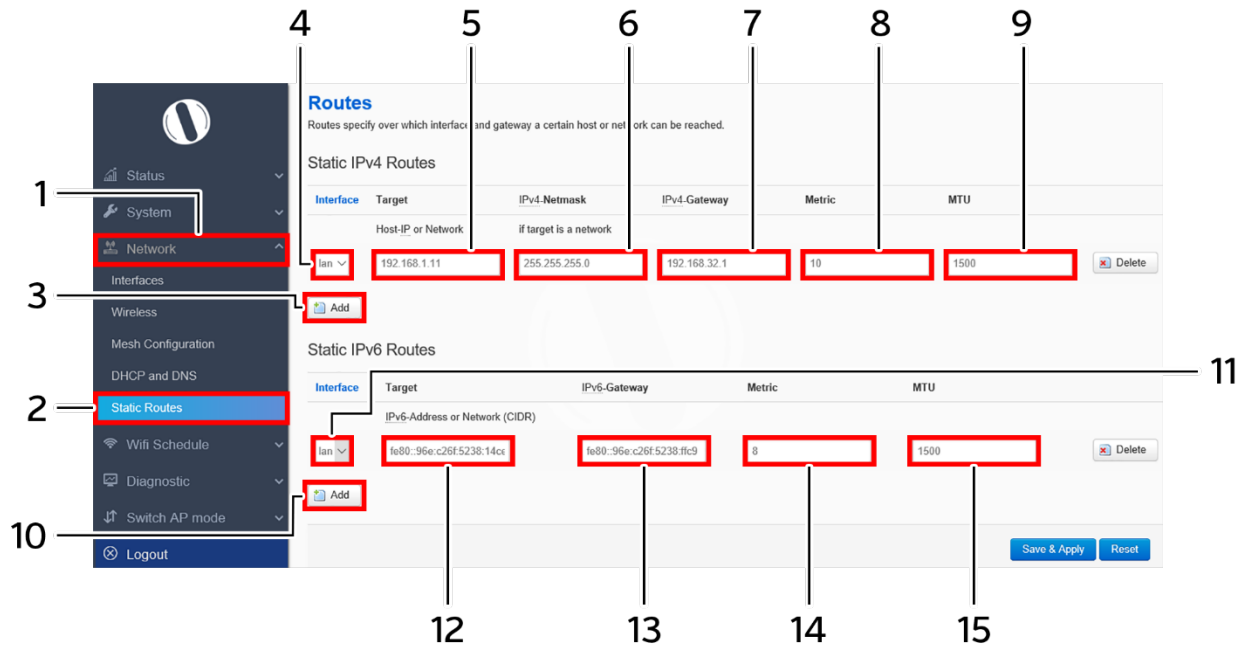 4 5 6 7 8 9
Routes
Routes specify over which interface and gateway a certain host or network can be reached.
Static IPv4 Routes
Status
1
System
Interface Target IPv4-Netmask IPv4-Gateway Metric MTU
Host-IP or Network if target is a network
Network
lan 192.168.1.11 255.255.255.0 192.168.32.1 10 1500 Delete
Interfaces
3
Add
Wireless
Mesh Configuration
Static IPv6 Routes
DHCP and DNS
11
Interface Target IPv6-Gateway Metric MTU
2
Static Routes
IPv6-Address or Network (CIDR)
Wifi Schedule
lan fe80::96e:c26f:5238:14ce fe80::96e:c26f:5238:ffc9 8 1500 Delete
Diagnostic
Add
Switch AP mode
10
Logout
Save & Apply Reset
12 13 14 15